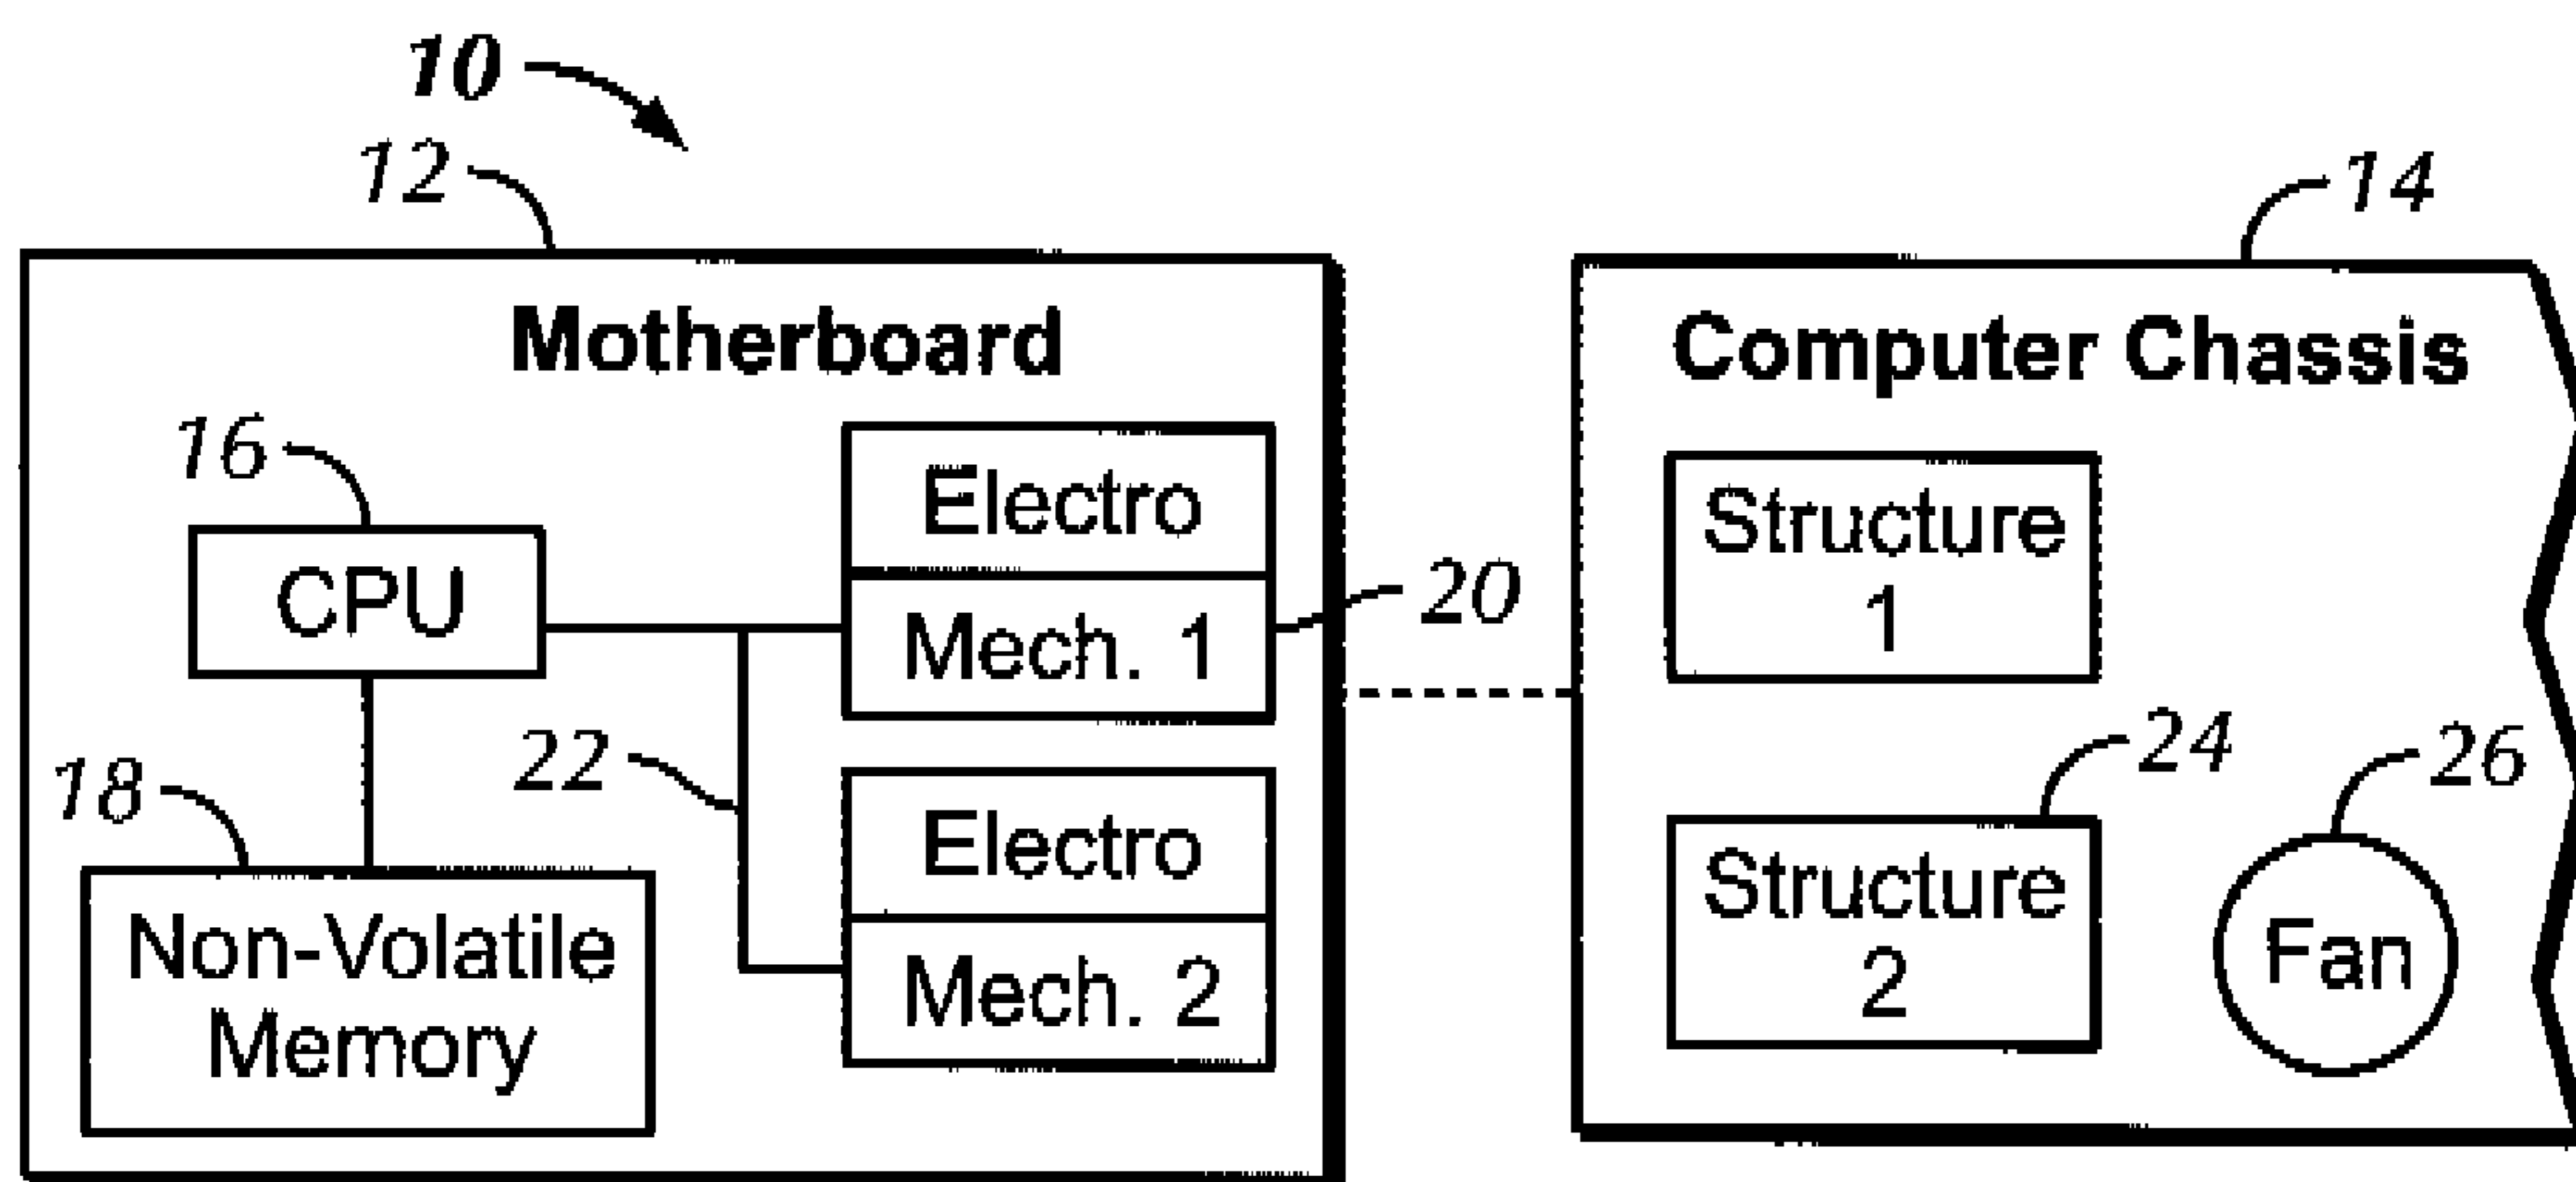 10
12
14
Motherboard
Computer Chassis
16
Electro
Mech. 1
20
CPU
Structure
1
22
18
Electro
Mech. 2
24
26
Non-Volatile
Memory
Structure
2
Fan